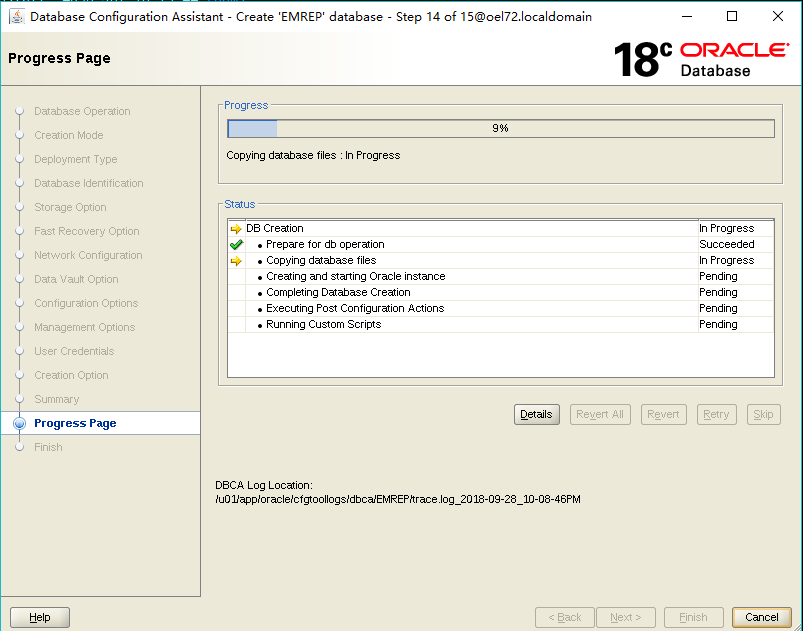 Database Configuration Assistant - Create 'EMREP' database - Step 14 of 15@oel72.localdomain
Progress Page
18c ORACLE
Database
Database Operation
Creation Mode
Deployment Type
Database Identification
Storage Option
Fast Recovery Option
Network Configuration
Data Vault Option
Configuration Options
Management Options
User Credentials
Creation Option
Summary
Progress Page
Finish
Progress
9%
Copying database files : In Progress
Status
DB Creation In Progress
Prepare for db operation Succeeded
Copying database files In Progress
Creating and starting Oracle instance Pending
Completing Database Creation Pending
Executing Post Configuration Actions Pending
Running Custom Scripts Pending
Details Revert All Revert Retry Skip
DBCA Log Location:
/u01/app/oracle/cfgtoollogs/dbca/EMREP/trace.log_2018-09-28_10-08-46PM
Help < Back Next > Finish Cancel